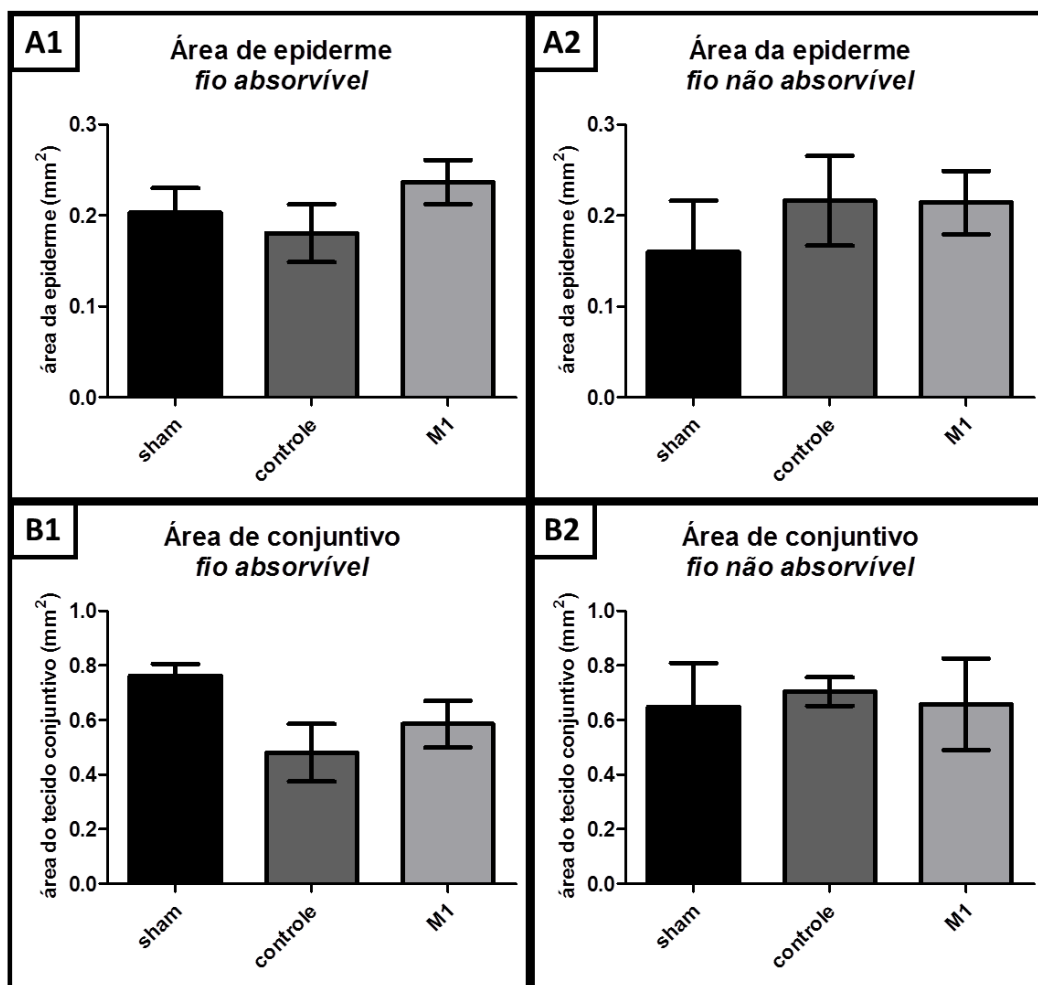 A1
Área de epiderme
fio absorvível
área da epiderme (mm²)
0.3
0.2
0.1
0.0
sham
controle
M1
A2
Área da epiderme
fio não absorvível
área da epiderme (mm²)
0.3
0.2
0.1
0.0
sham
controle
M1
B1
Área de conjuntivo
fio absorvível
área do tecido conjuntivo (mm²)
1.0
0.8
0.6
0.4
0.2
0.0
sham
controle
M1
B2
Área de conjuntivo
fio não absorvível
área do tecido conjuntivo (mm²)
1.0
0.8
0.6
0.4
0.2
0.0
sham
controle
M1